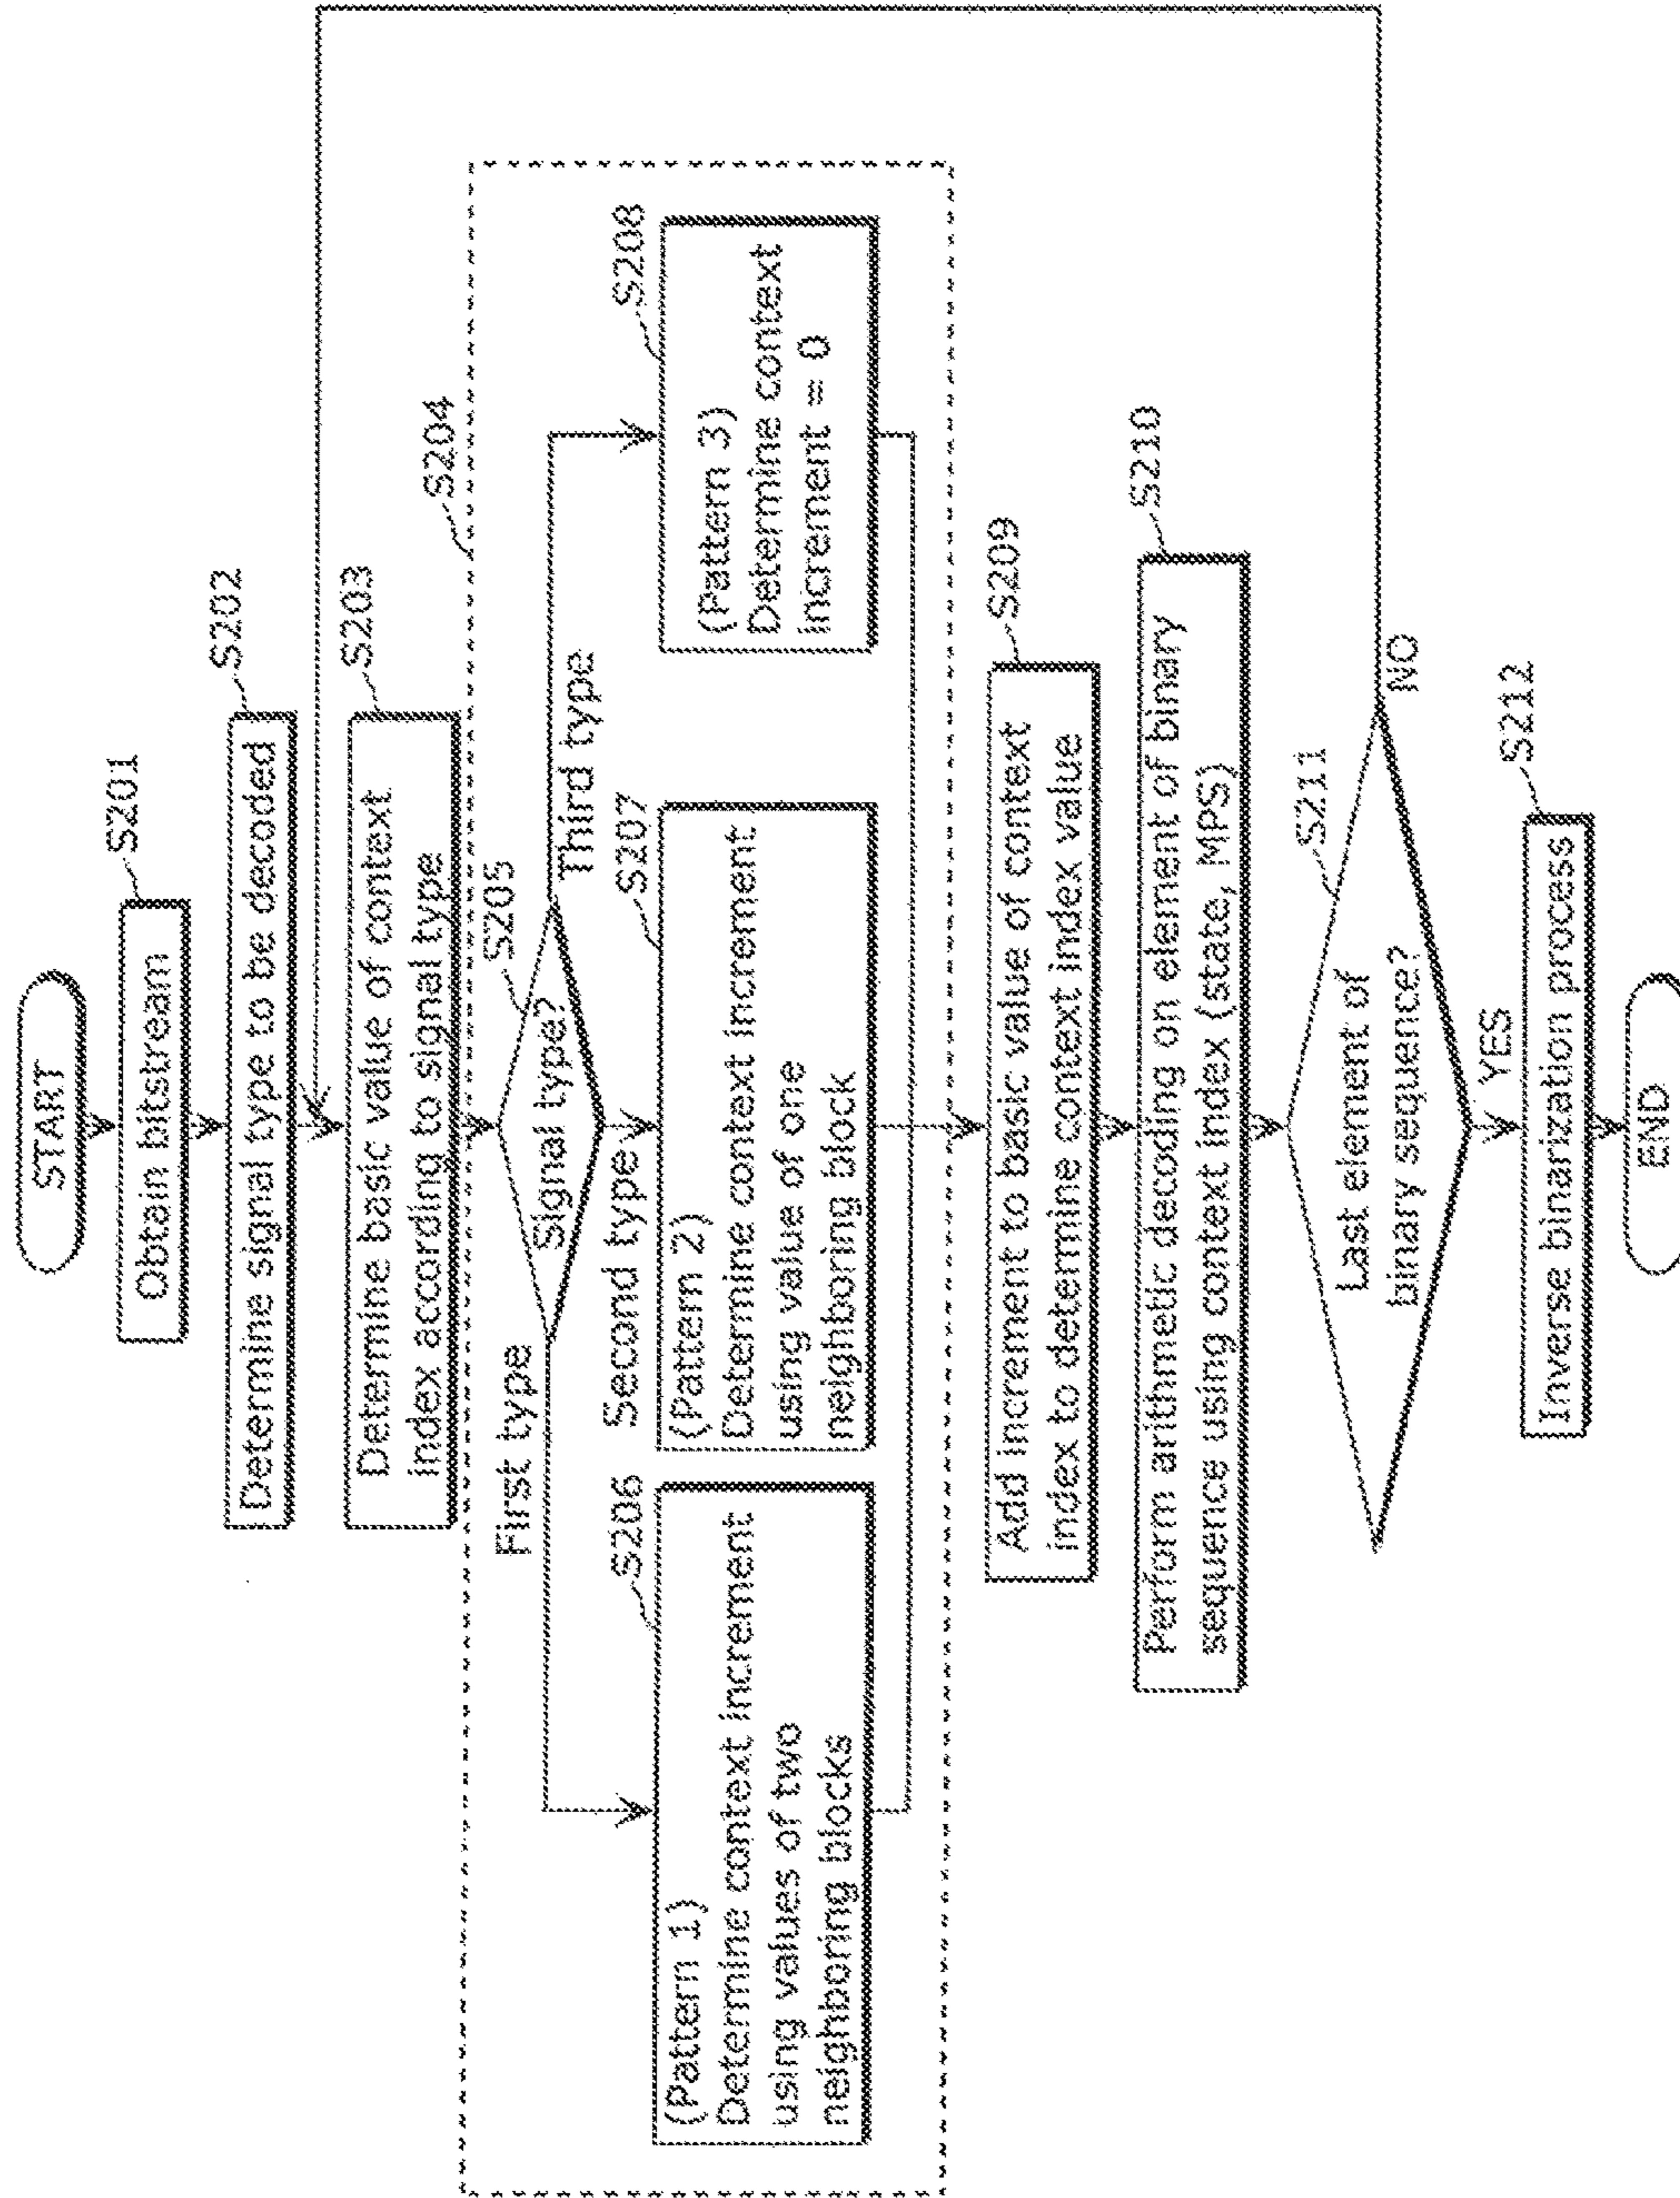 START
S201
Obtain bitstream
S202
Determine signal type to be decoded
S203
Determine basic value of context
index according to signal type
S204
S205
Signal type?
First type
Second type
Third type
S206
(Pattern 1)
Determine context increment
using values of two
neighboring blocks
S207
(Pattern 2)
Determine context increment
using value of one
neighboring block
S208
(Pattern 3)
Determine context
increment = 0
S209
Add increment to basic value of context
index to determine context index value
S210
Perform arithmetic decoding on element of binary
sequence using context index (state, MPS)
S211
Last element of
binary sequence?
NO
YES
S212
Inverse binarization process
END